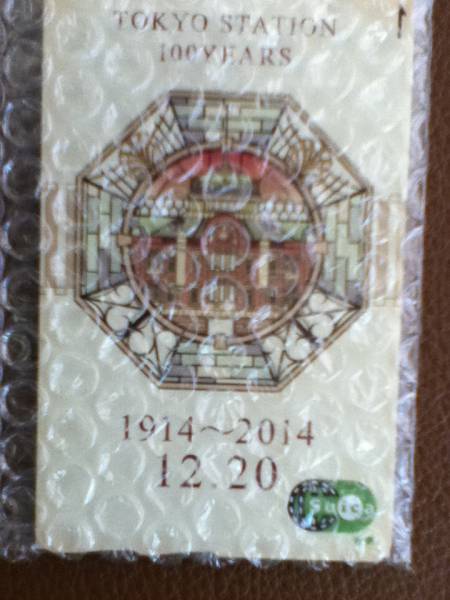 TOKYO STATION
100YEARS
1914～2014
12.20
Suica